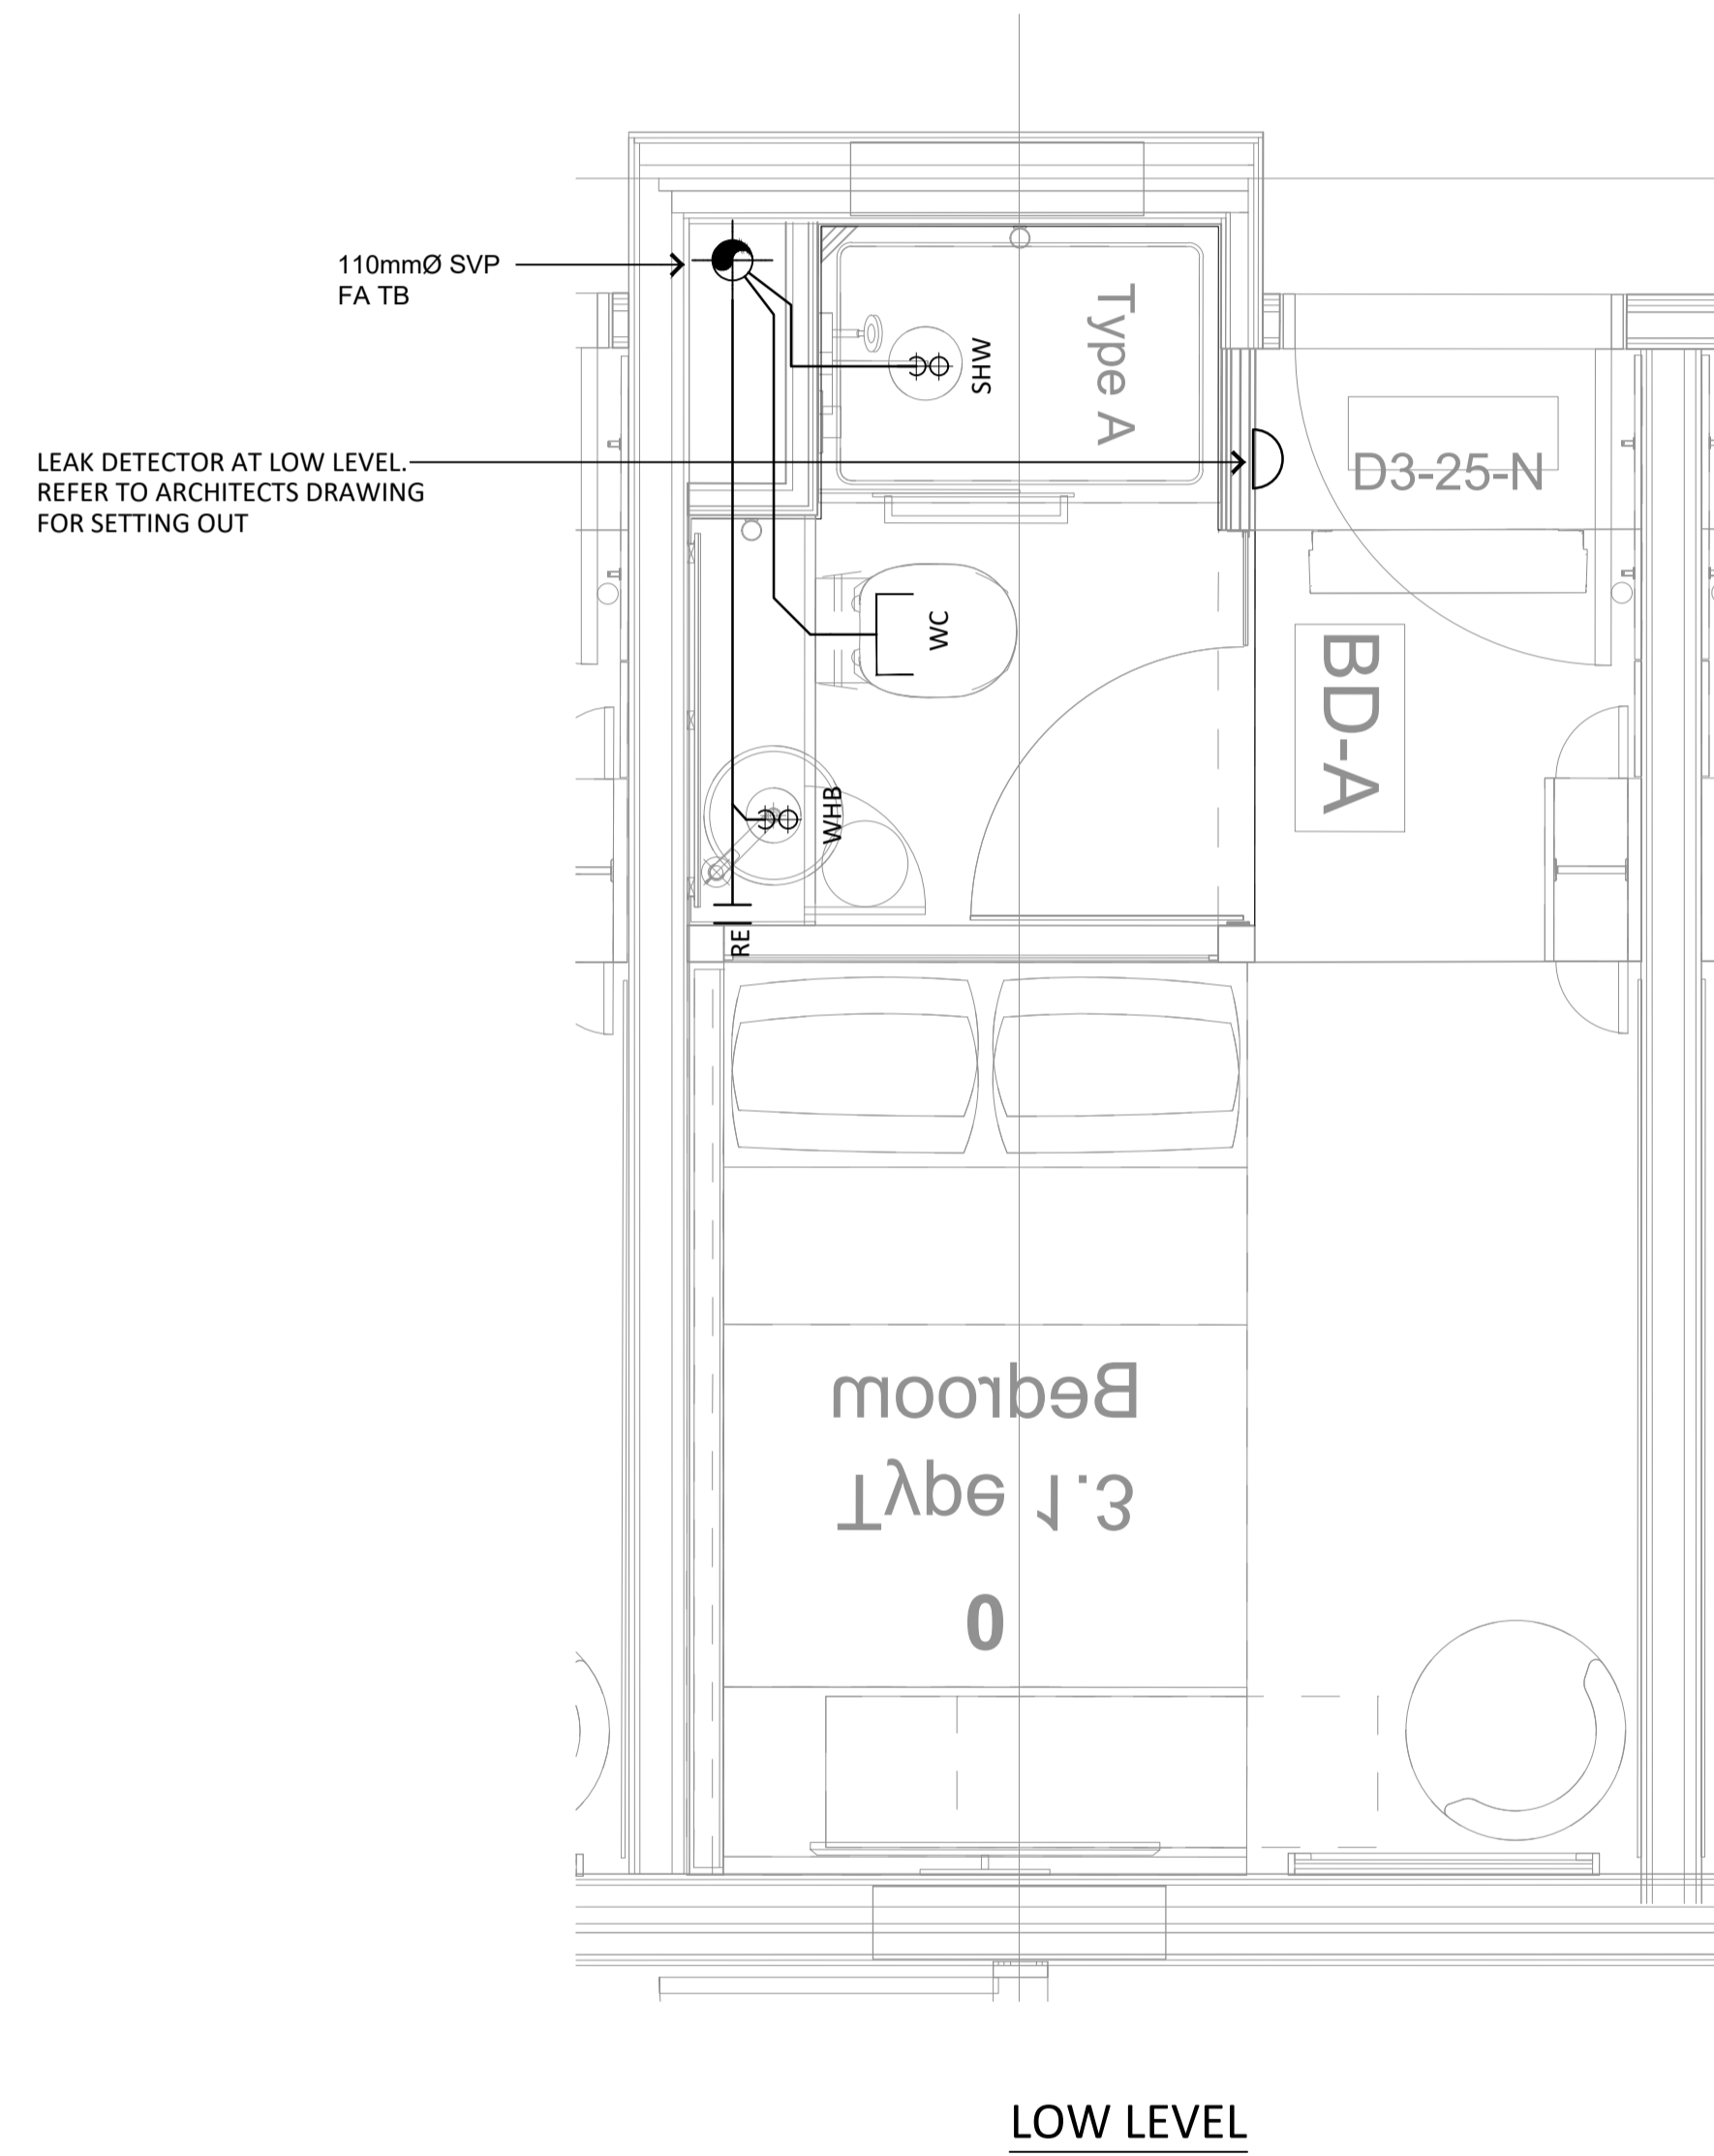 110mmØ SVP
FA TB
LEAK DETECTOR AT LOW LEVEL.
REFER TO ARCHITECTS DRAWING
FOR SETTING OUT
SHW
Type A
D3-25-N
WC
BD-A
WHB
RE
Bedroom
Type 1.3
0
LOW LEVEL